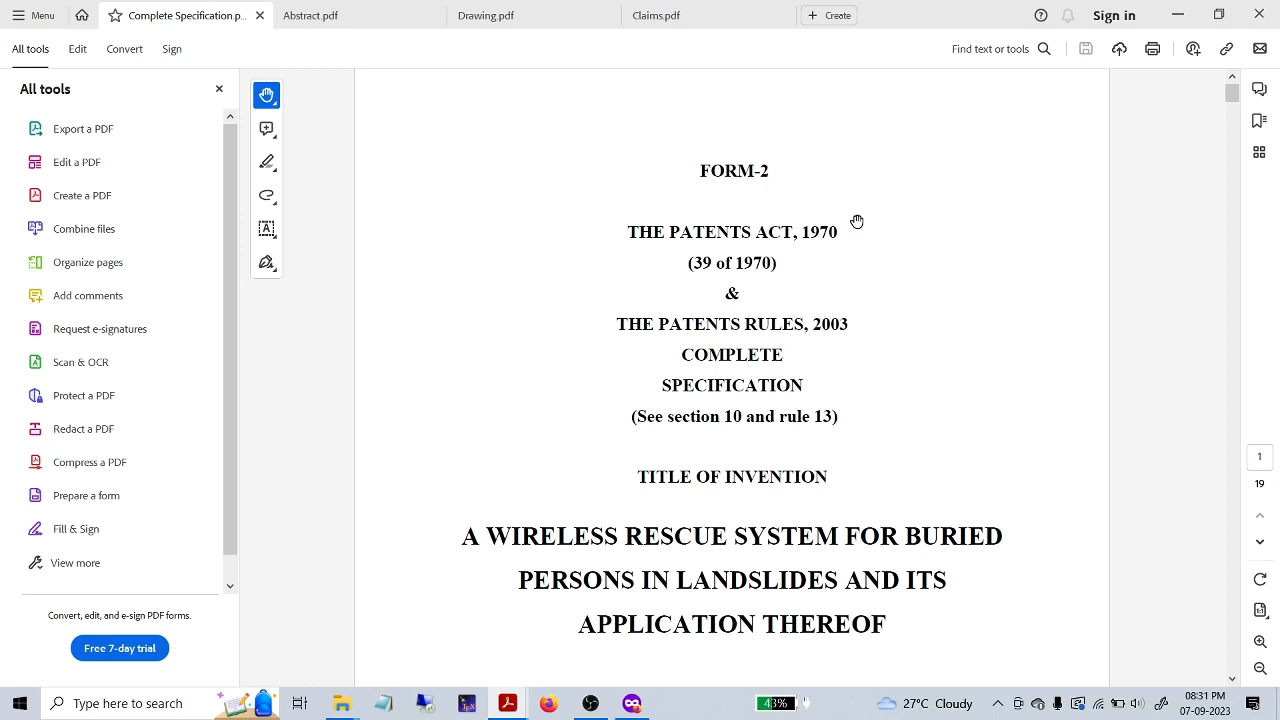 Menu
Complete Specification.p...
Abstract.pdf
Drawing.pdf
Claims.pdf
Create
Sign in
All tools
Edit
Convert
Sign
Find text or tools
All tools
Export a PDF
Edit a PDF
Create a PDF
Combine files
Organize pages
Add comments
Request e-signatures
Scan & OCR
Protect a PDF
Redact a PDF
Compress a PDF
Prepare a form
Fill & Sign
View more
Convert, edit, and e-sign PDF forms.
Free 7-day trial
FORM-2
THE PATENTS ACT, 1970
(39 of 1970)
&
THE PATENTS RULES, 2003
COMPLETE
SPECIFICATION
(See section 10 and rule 13)
TITLE OF INVENTION
A WIRELESS RESCUE SYSTEM FOR BURIED
PERSONS IN LANDSLIDES AND ITS
APPLICATION THEREOF
1
19
Type here to search
43%
27°C Cloudy
08:31 PM
07-09-2023